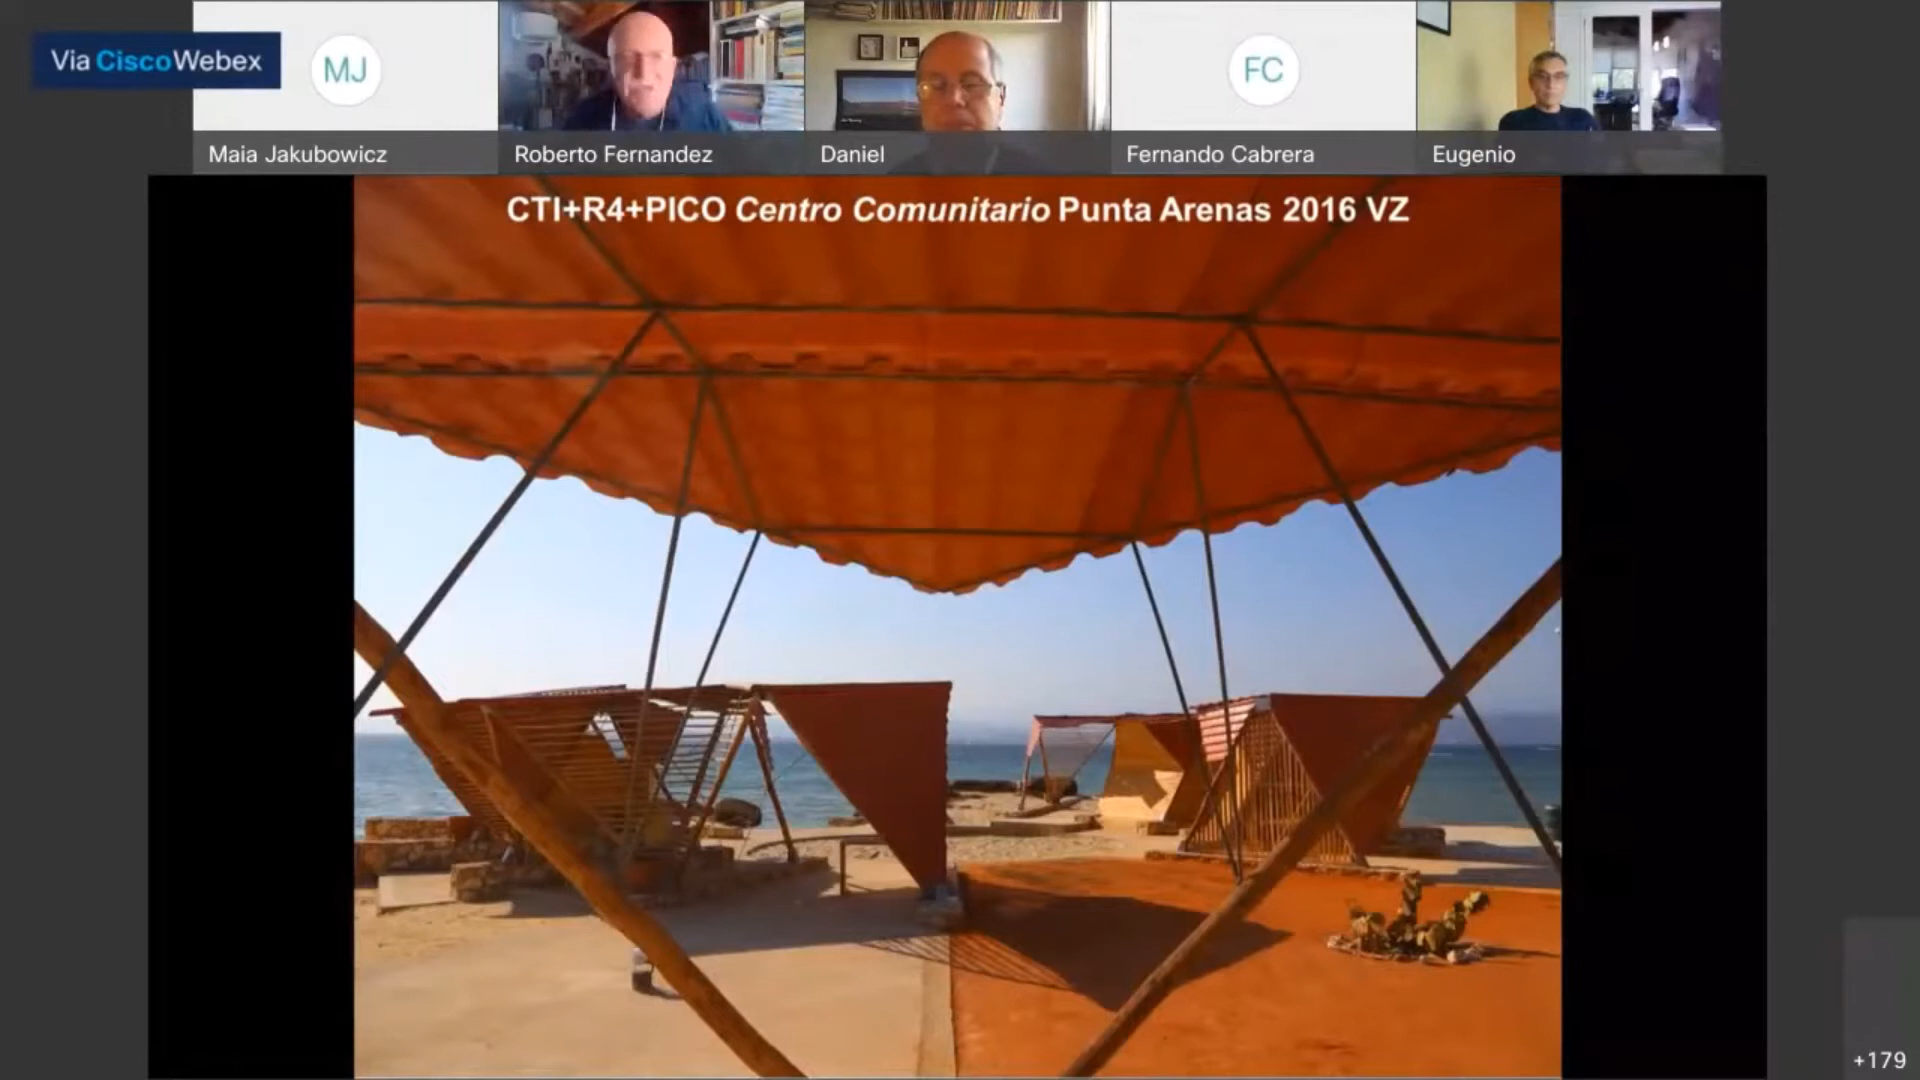 Via CiscoWebex
MJ
FC
Maia Jakubowicz
Roberto Fernandez
Daniel
Fernando Cabrera
Eugenio
CTI+R4+PICO Centro Comunitario Punta Arenas 2016 VZ
+179